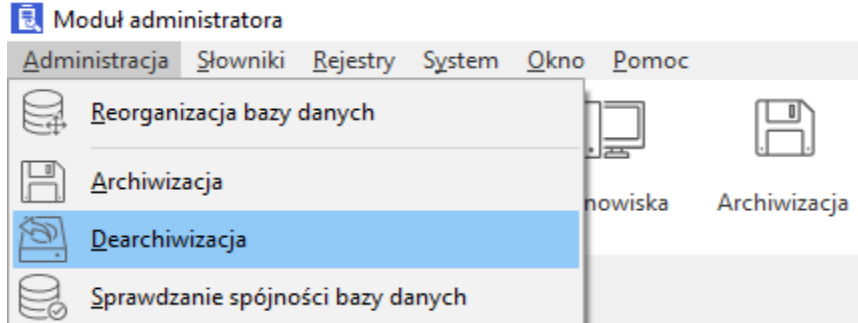 Moduł administratora
Administracja Słowniki Rejestry System Okno Pomoc
Reorganizacja bazy danych
Archiwizacja
nowiska Archiwizacja
Dearchiwizacja
Sprawdzanie spójności bazy danych